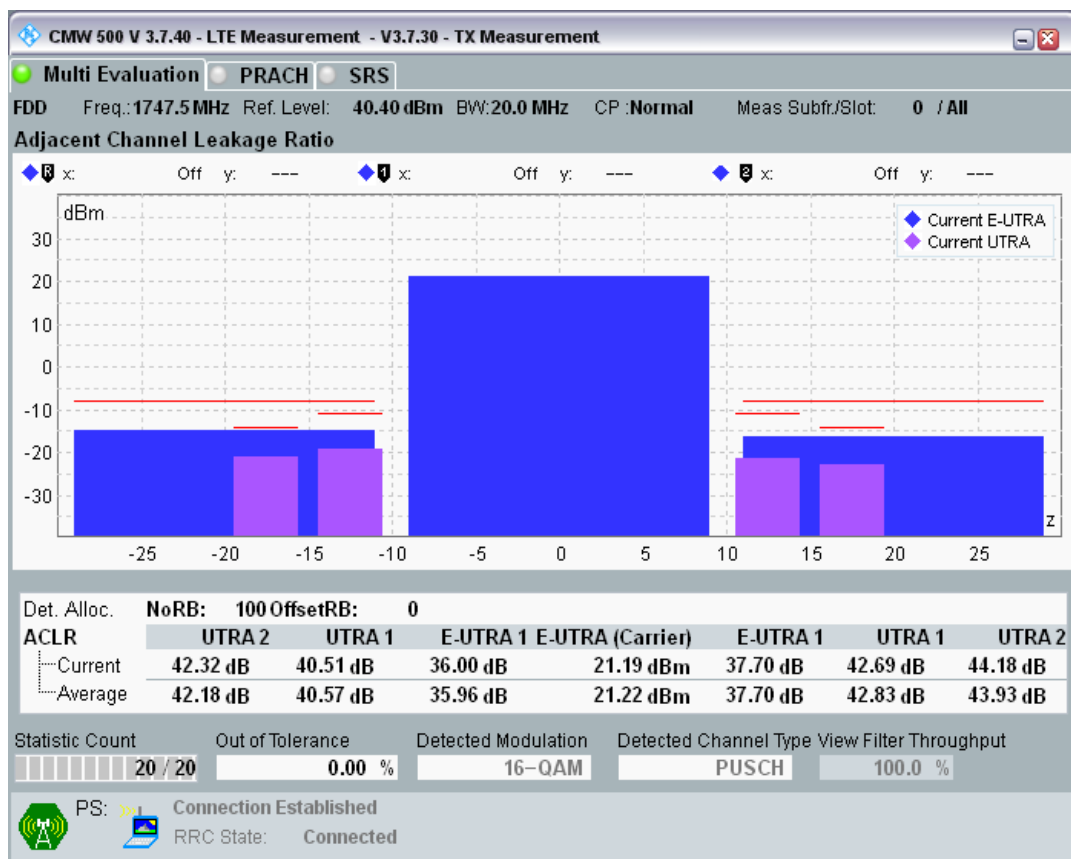 CMW 500 V 3.7.40 - LTE Measurement - V3.7.30 - TX Measurement
Multi Evaluation PRACH SRS
FDD Freq.:1747.5 MHz Ref. Level: 40.40 dBm BW:20.0 MHz CP :Normal Meas Subfr./Slot: 0 / All
Adjacent Channel Leakage Ratio
R x: Off y: --- 1 x: Off y: --- 2 x: Off y: ---
dBm
Current E-UTRA
Current UTRA
30
20
10
0
-10
-20
-30
z
-25 -20 -15 -10 -5 0 5 10 15 20 25
Det. Alloc. NoRB: 100 OffsetRB: 0
ACLR UTRA 2 UTRA 1 E-UTRA 1 E-UTRA (Carrier) E-UTRA 1 UTRA 1 UTRA 2
Current 42.32 dB 40.51 dB 36.00 dB 21.19 dBm 37.70 dB 42.69 dB 44.18 dB
Average 42.18 dB 40.57 dB 35.96 dB 21.22 dBm 37.70 dB 42.83 dB 43.93 dB
Statistic Count Out of Tolerance Detected Modulation Detected Channel Type View Filter Throughput
20 / 20 0.00 % 16-QAM PUSCH 100.0 %
PS: Connection Established
RRC State: Connected